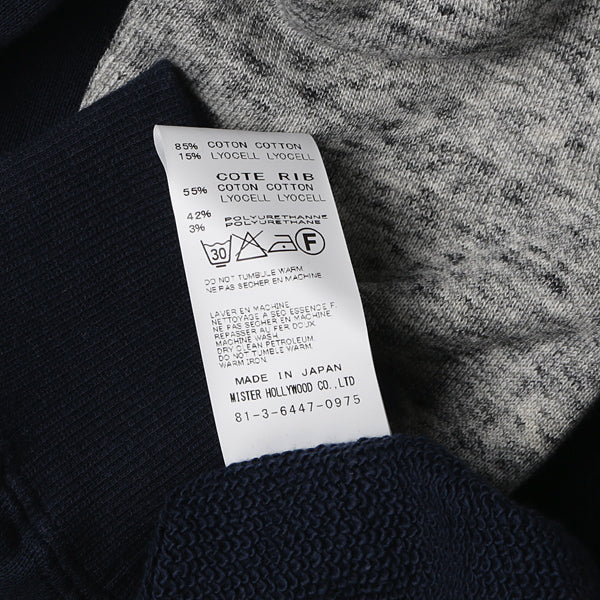 85% COTON COTTON
15% LYOCELL LYOCELL
COTE RIB
55% COTON COTTON
LYOCELL LYOCELL
42% POLYURETHANNE
3% POLYURETHANE
30 F
DO NOT TUMBULE WARM.
NE PAS SECHER EN MACHINE.
LAVER EN MACHINE
NETTOYAGE A SEC ESSENCE F.
NE PAS SECHER EN MACHINE.
REPASSER AU FER DOUX.
MACHINE WASH
DRY CLEAN PETROLEUM.
DO NOT TUMBLE WARM.
WARM IRON.
MADE IN JAPAN
MISTER HOLLYWOOD CO.,LTD
81-3-6447-0975